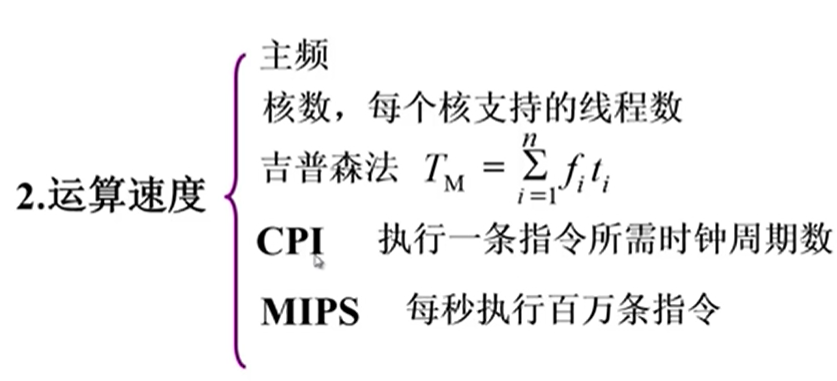 主频
核数，每个核支持的线程数
吉普森法 T_M = \sum_{i=1}^{n} f_i t_i
2.运算速度
CPI 执行一条指令所需时钟周期数
MIPS 每秒执行百万条指令